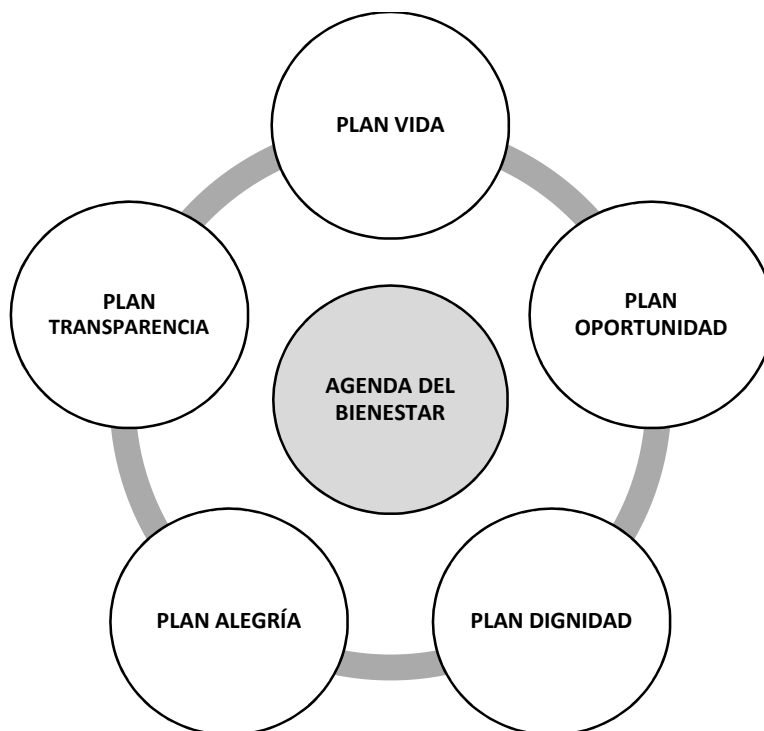 PLAN VIDA
PLAN
OPORTUNIDAD
PLAN DIGNIDAD
PLAN ALEGRÍA
PLAN
TRANSPARENCIA
AGENDA DEL
BIENESTAR